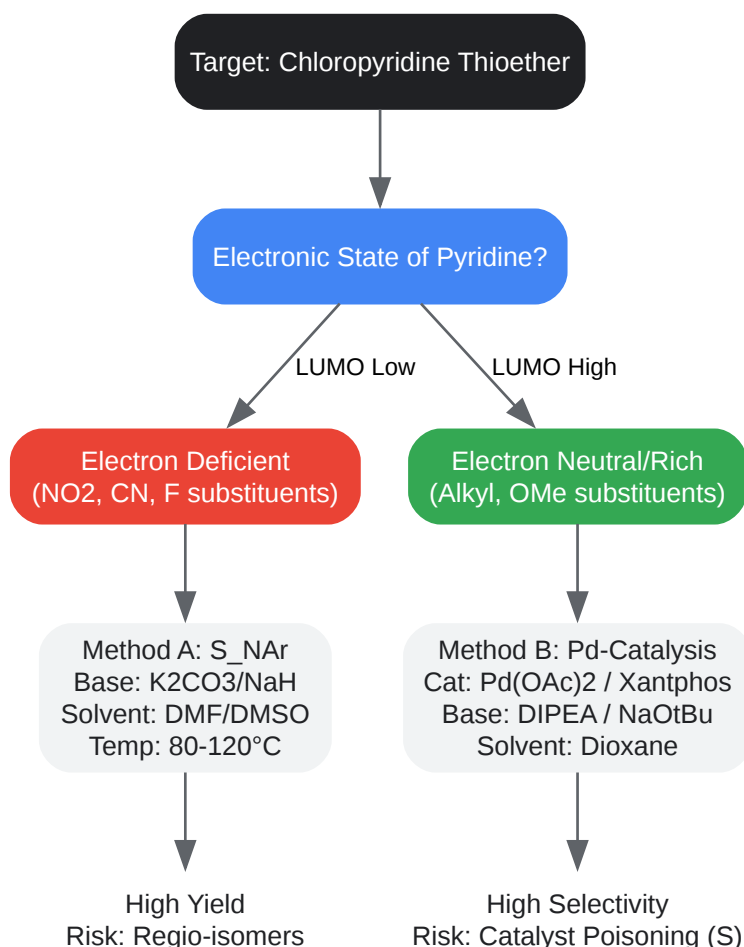 Target: Chloropyridine Thioether
Electronic State of Pyridine?
LUMO Low
LUMO High
Electron Deficient
(NO2, CN, F substituents)
Electron Neutral/Rich
(Alkyl, OMe substituents)
Method A: S_NAr
Base: K2CO3/NaH
Solvent: DMF/DMSO
Temp: 80-120°C
Method B: Pd-Catalysis
Cat: Pd(OAc)2 / Xantphos
Base: DIPEA / NaOtBu
Solvent: Dioxane
High Yield
Risk: Regio-isomers
High Selectivity
Risk: Catalyst Poisoning (S)